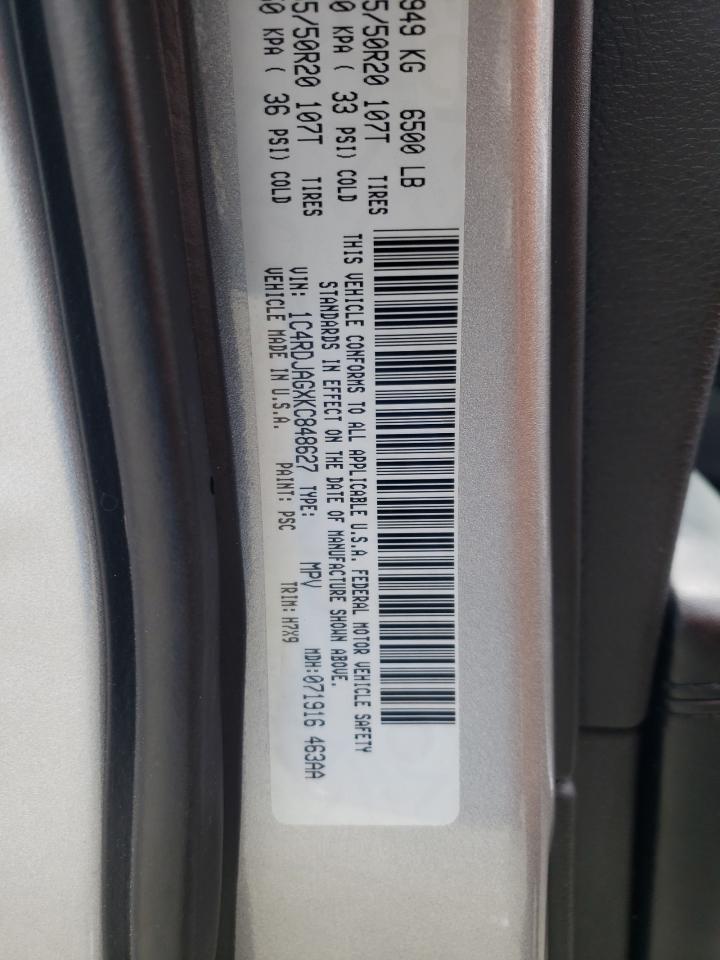 949 KG 6500 LB
5/50R20 107T TIRES
0 KPA ( 33 PSI) COLD
5/50R20 107T TIRES
0 KPA ( 36 PSI) COLD
THIS VEHICLE CONFORMS TO ALL APPLICABLE U.S.A. FEDERAL MOTOR VEHICLE SAFETY
STANDARDS IN EFFECT ON THE DATE OF MANUFACTURE SHOWN ABOVE.
VIN: 1C4RDJAGXKC848627 TYPE: MPV MDH:071916 463AA
VEHICLE MADE IN U.S.A. PAINT: PSC TRIM: H7X9